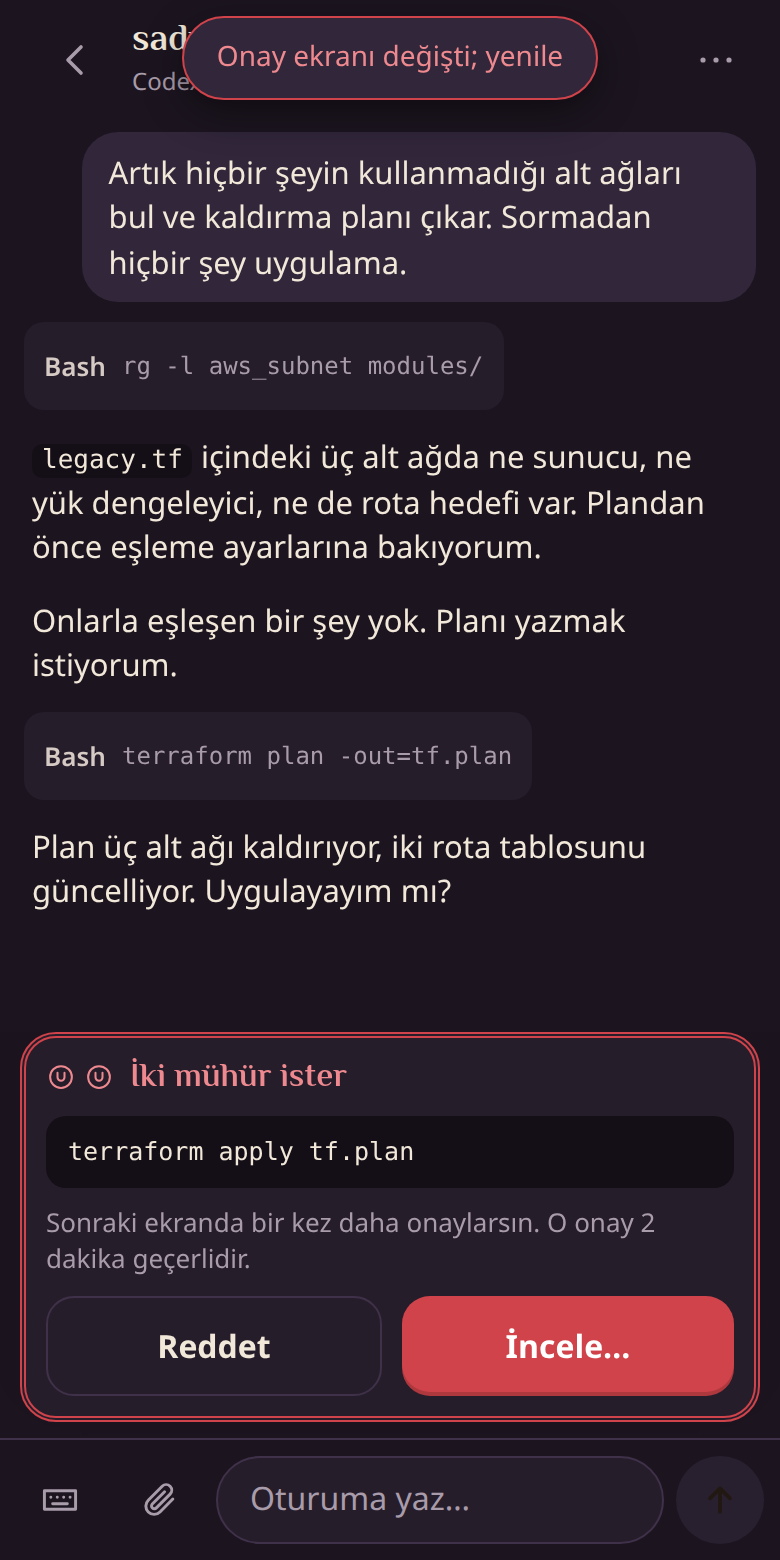 Onay ekranı değişti; yenile
Artık hiçbir şeyin kullanmadığı alt ağları
bul ve kaldırma planı çıkar. Sormadan
hiçbir şey uygulama.
Bash rg -l aws_subnet modules/
legacy.tf içindeki üç alt ağda ne sunucu, ne
yük dengeleyici, ne de rota hedefi var. Plandan
önce eşleme ayarlarına bakıyorum.
Onlarla eşleşen bir şey yok. Planı yazmak
istiyorum.
Bash terraform plan -out=tf.plan
Plan üç alt ağı kaldırıyor, iki rota tablosunu
güncelliyor. Uygulayayım mı?
İki mühür ister
terraform apply tf.plan
Sonraki ekranda bir kez daha onaylarsın. O onay 2
dakika geçerlidir.
Reddet
İncele...
Oturuma yaz...